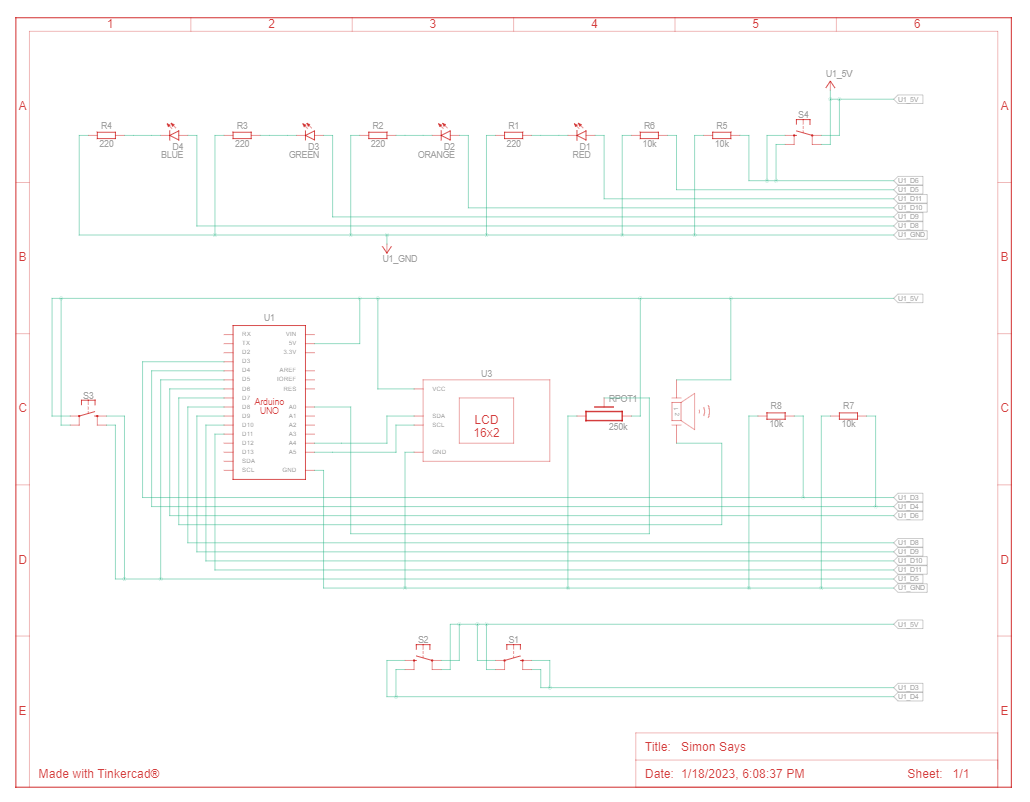 1 2 3 4 5 6
A A
U1_5V
U1_5V
R4 R3 R2 R1 R6 R5 S4
220 D4 220 D3 220 D2 220 D1 10k 10k
BLUE GREEN ORANGE RED
U1_D6
U1_D5
U1_D11
U1_D10
U1_D9
U1_D8
U1_GND
B B
U1_GND
U1_5V
U1
RX VIN
TX 5V
D2 3.3V
D3
D4 AREF
D5 IOREF
D6 RES
D7
D8 A0
D9 A1
D10 A2
D11 A3
D12 A4
D13 A5
SDA
SCL GND
Arduino
UNO
U3
VCC
SDA
SCL
GND
LCD
16x2
C C
S3
RPOT1
250k
R8 R7
10k 10k
U1_D3
U1_D4
U1_D6
U1_D8
U1_D9
U1_D10
U1_D11
U1_D5
U1_GND
D D
U1_5V
S2 S1
U1_D3
U1_D4
E E
Title: Simon Says
Made with Tinkercad®
Date: 1/18/2023, 6:08:37 PM Sheet: 1/1